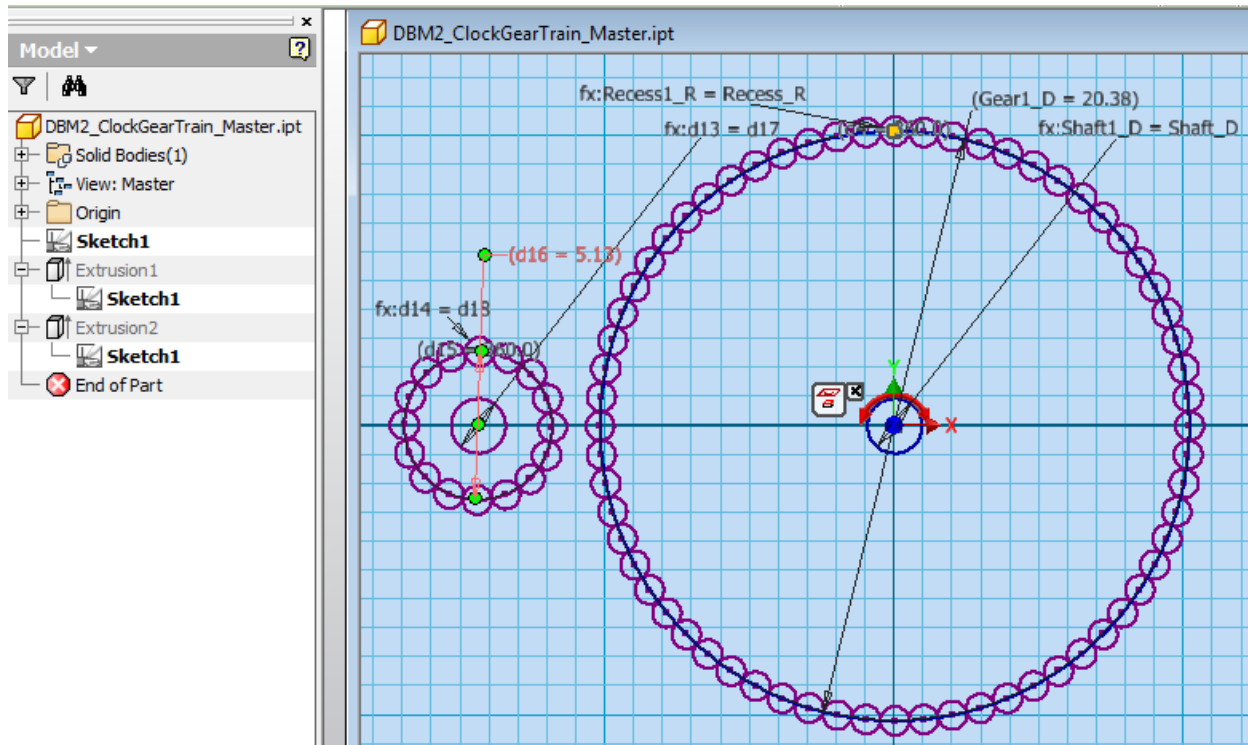 Model
DBM2_ClockGearTrain_Master.ipt
Solid Bodies(1)
View: Master
Origin
Sketch1
Extrusion1
Sketch1
Extrusion2
Sketch1
End of Part
DBM2_ClockGearTrain_Master.ipt
fx:Recess1_R = Recess_R
(Gear1_D = 20.38)
fx:d13 = d17
fx:Shaft1_D = Shaft_D
(d16 = 5.13)
fx:d14 = d18
Y
X